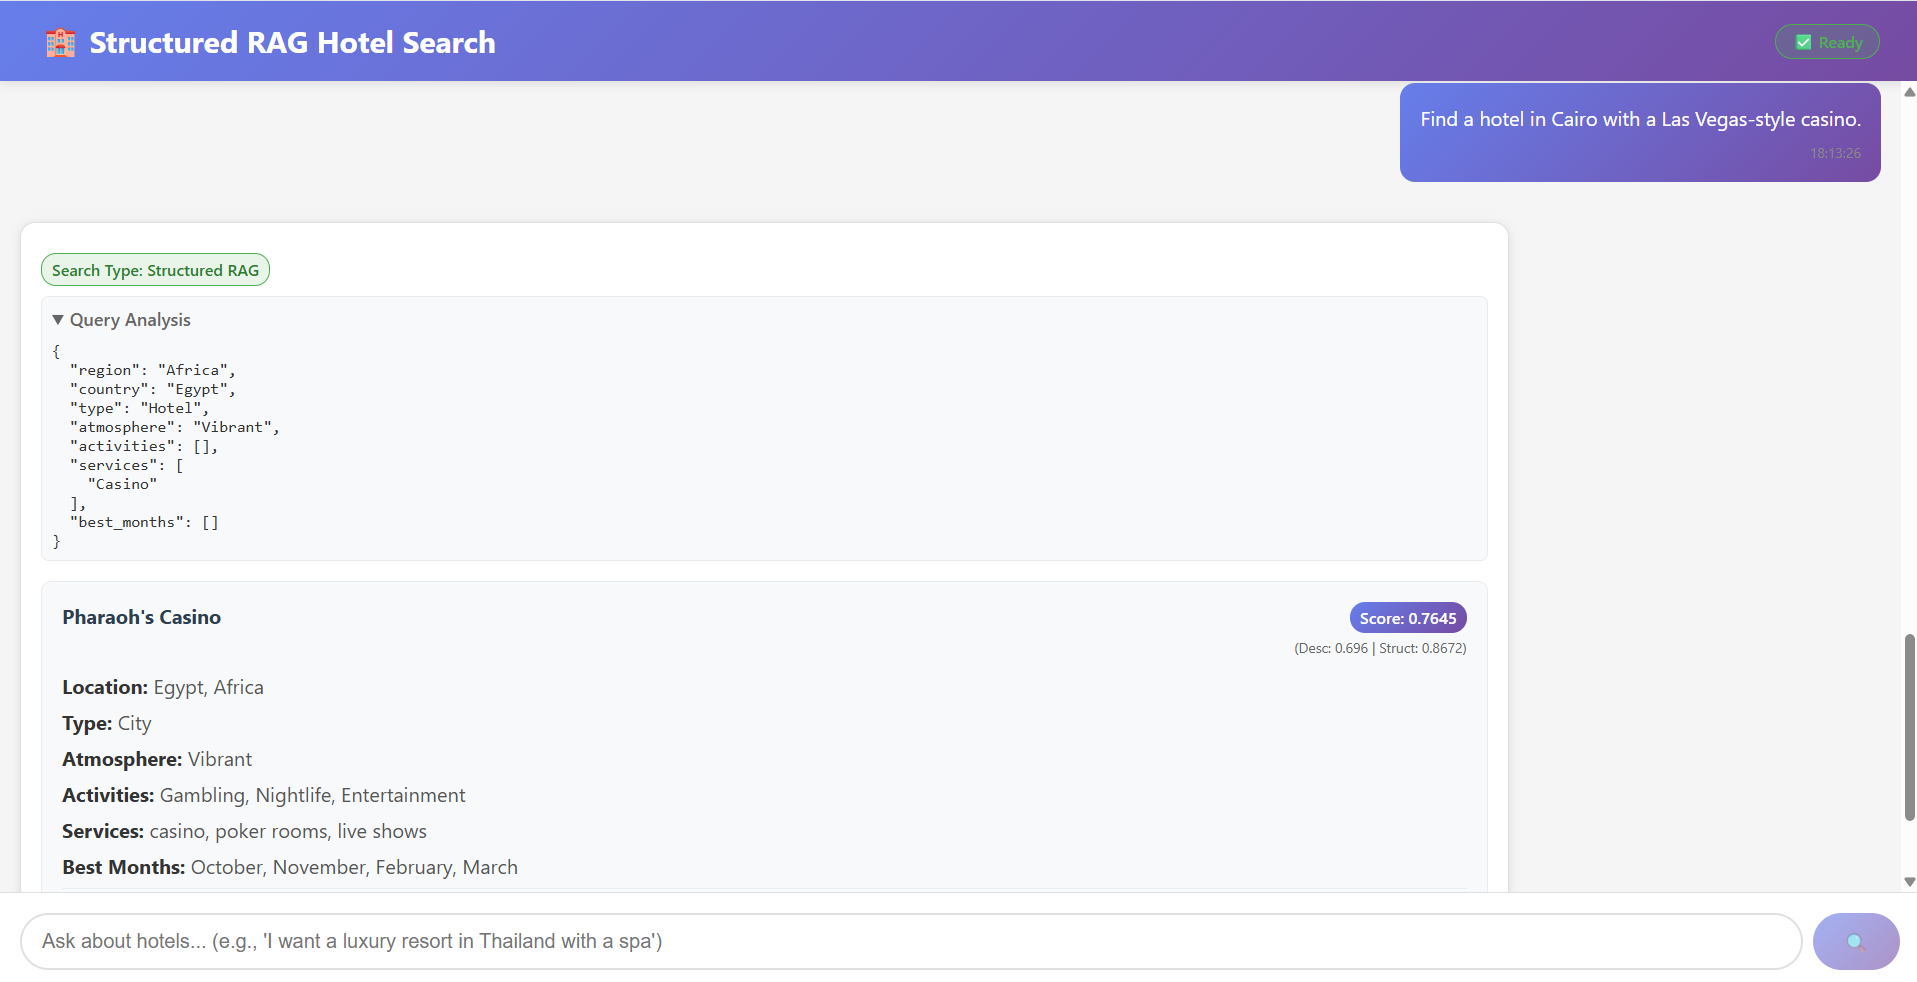 Structured RAG Hotel Search
✅ Ready
Find a hotel in Cairo with a Las Vegas-style casino.
18:13:26
Search Type: Structured RAG
▼ Query Analysis
{
  "region": "Africa",
  "country": "Egypt",
  "type": "Hotel",
  "atmosphere": "Vibrant",
  "activities": [],
  "services": [
    "Casino"
  ],
  "best_months": []
}
Pharaoh's Casino
Score: 0.7645
(Desc: 0.696 | Struct: 0.8672)
Location: Egypt, Africa
Type: City
Atmosphere: Vibrant
Activities: Gambling, Nightlife, Entertainment
Services: casino, poker rooms, live shows
Best Months: October, November, February, March
Ask about hotels... (e.g., 'I want a luxury resort in Thailand with a spa')